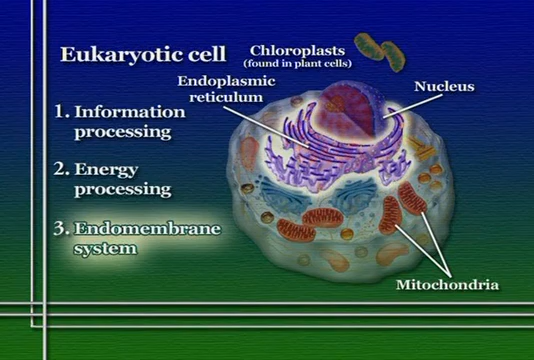 Eukaryotic cell
Chloroplasts
(found in plant cells)
Endoplasmic
reticulum
Nucleus
1. Information
processing
2. Energy
processing
3. Endomembrane
system
Mitochondria